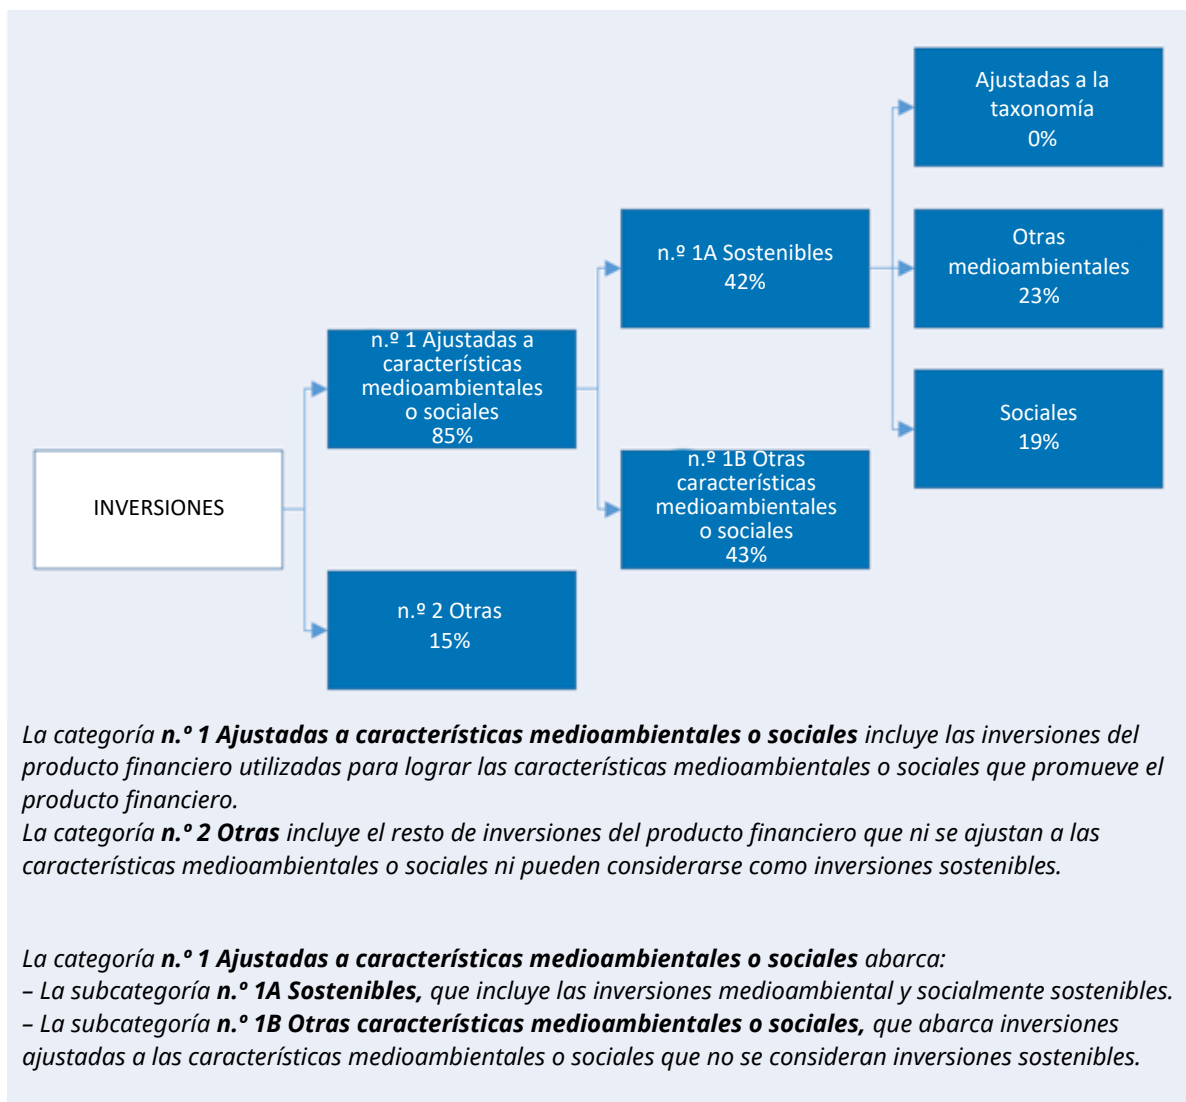 Ajustadas a la
taxonomía
0%
n.º 1A Sostenibles
42%
Otras
medioambientales
23%
n.º 1 Ajustadas a
características
medioambientales
o sociales
85%
Sociales
19%
n.º 1B Otras
características
medioambientales
o sociales
43%
INVERSIONES
n.º 2 Otras
15%
La categoría n.º 1 Ajustadas a características medioambientales o sociales incluye las inversiones del
producto financiero utilizadas para lograr las características medioambientales o sociales que promueve el
producto financiero.
La categoría n.º 2 Otras incluye el resto de inversiones del producto financiero que ni se ajustan a las
características medioambientales o sociales ni pueden considerarse como inversiones sostenibles.
La categoría n.º 1 Ajustadas a características medioambientales o sociales abarca:
– La subcategoría n.º 1A Sostenibles, que incluye las inversiones medioambiental y socialmente sostenibles.
– La subcategoría n.º 1B Otras características medioambientales o sociales, que abarca inversiones
ajustadas a las características medioambientales o sociales que no se consideran inversiones sostenibles.